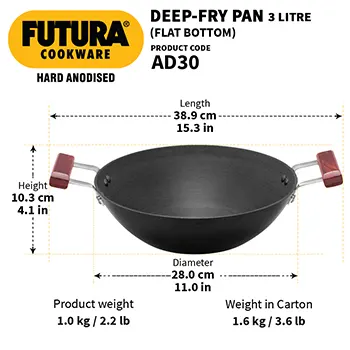 FUTURA®
COOKWARE
HARD ANODISED
DEEP-FRY PAN 3 LITRE
(FLAT BOTTOM)
PRODUCT CODE
AD30
Length
38.9 cm
15.3 in
Height
10.3 cm
4.1 in
Diameter
28.0 cm
11.0 in
Product weight
1.0 kg / 2.2 lb
Weight in Carton
1.6 kg / 3.6 lb